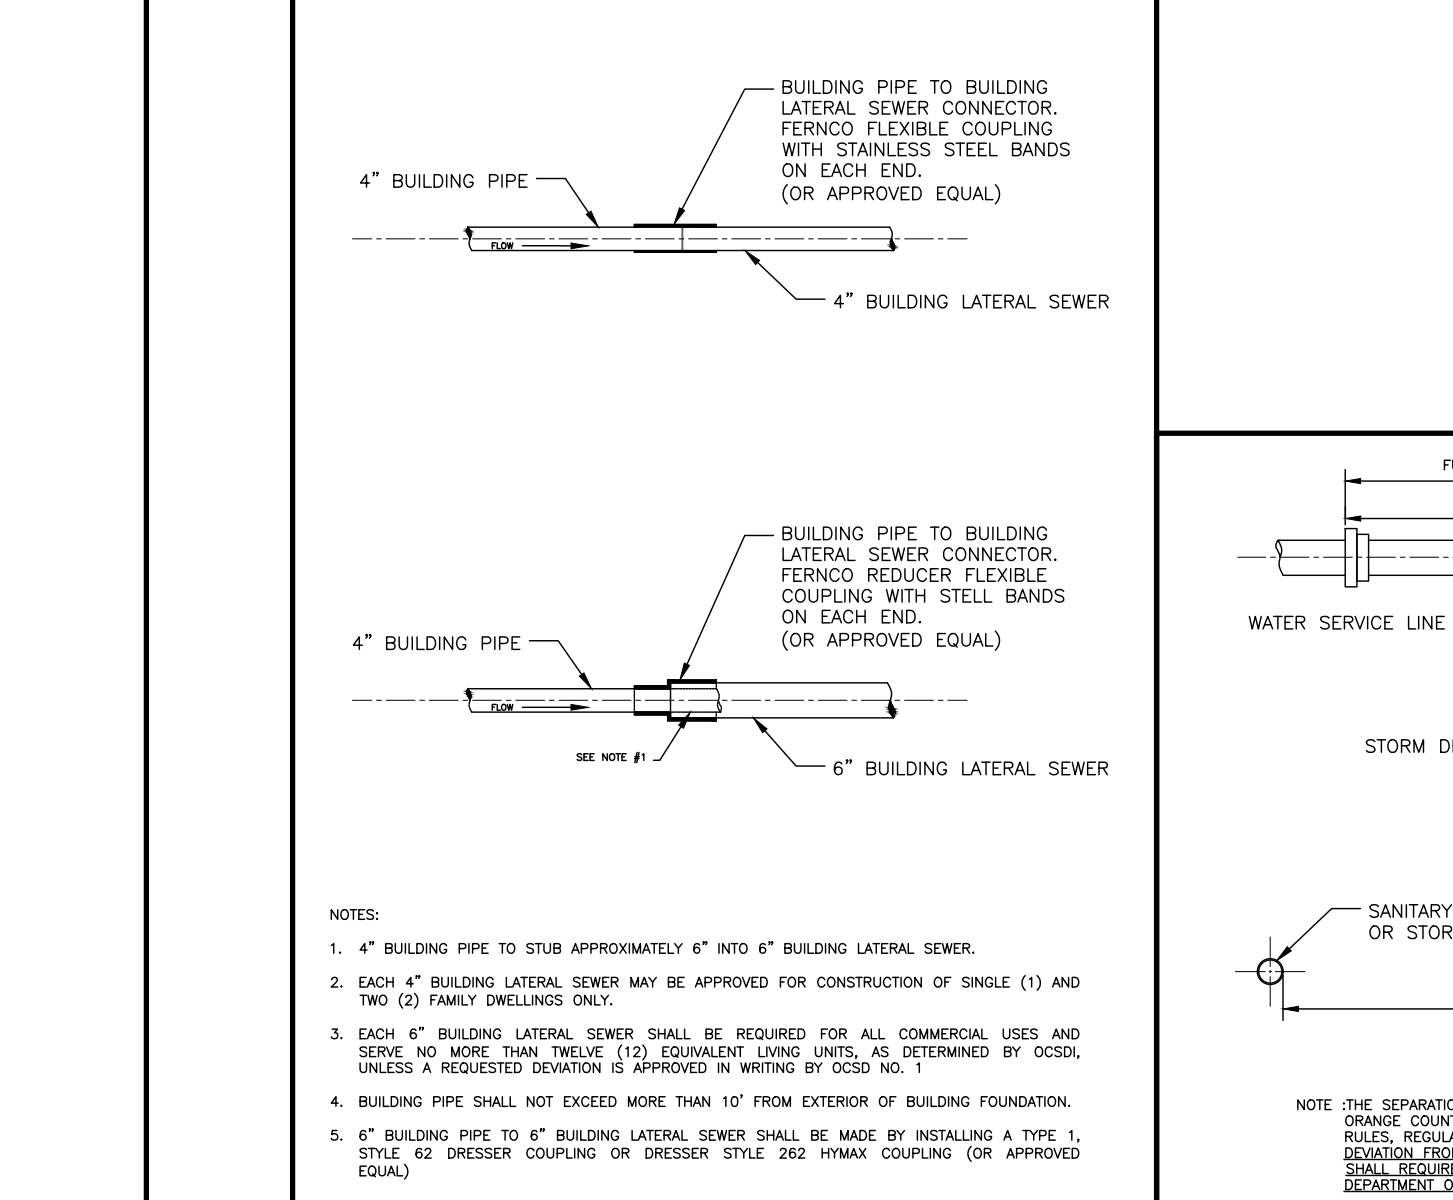 BUILDING PIPE TO BUILDING
LATERAL SEWER CONNECTOR.
FERNCO FLEXIBLE COUPLING
WITH STAINLESS STEEL BANDS
ON EACH END.
(OR APPROVED EQUAL)
4" BUILDING PIPE
FLOW
4" BUILDING LATERAL SEWER
BUILDING PIPE TO BUILDING
LATERAL SEWER CONNECTOR.
FERNCO REDUCER FLEXIBLE
COUPLING WITH STELL BANDS
ON EACH END.
(OR APPROVED EQUAL)
4" BUILDING PIPE
FLOW
SEE NOTE #1
6" BUILDING LATERAL SEWER
NOTES:
1. 4" BUILDING PIPE TO STUB APPROXIMATELY 6" INTO 6" BUILDING LATERAL SEWER.
2. EACH 4" BUILDING LATERAL SEWER MAY BE APPROVED FOR CONSTRUCTION OF SINGLE (1) AND
TWO (2) FAMILY DWELLINGS ONLY.
3. EACH 6" BUILDING LATERAL SEWER SHALL BE REQUIRED FOR ALL COMMERCIAL USES AND
SERVE NO MORE THAN TWELVE (12) EQUIVALENT LIVING UNITS, AS DETERMINED BY OCSDI,
UNLESS A REQUESTED DEVIATION IS APPROVED IN WRITING BY OCSD NO. 1
4. BUILDING PIPE SHALL NOT EXCEED MORE THAN 10' FROM EXTERIOR OF BUILDING FOUNDATION.
5. 6" BUILDING PIPE TO 6" BUILDING LATERAL SEWER SHALL BE MADE BY INSTALLING A TYPE 1,
STYLE 62 DRESSER COUPLING OR DRESSER STYLE 262 HYMAX COUPLING (OR APPROVED
EQUAL)
WATER SERVICE LINE
STORM
SANITARY
OR
NOTE :THE
ORANGE
RULES,
DEVIATION
SHALL
DEPARTMENT